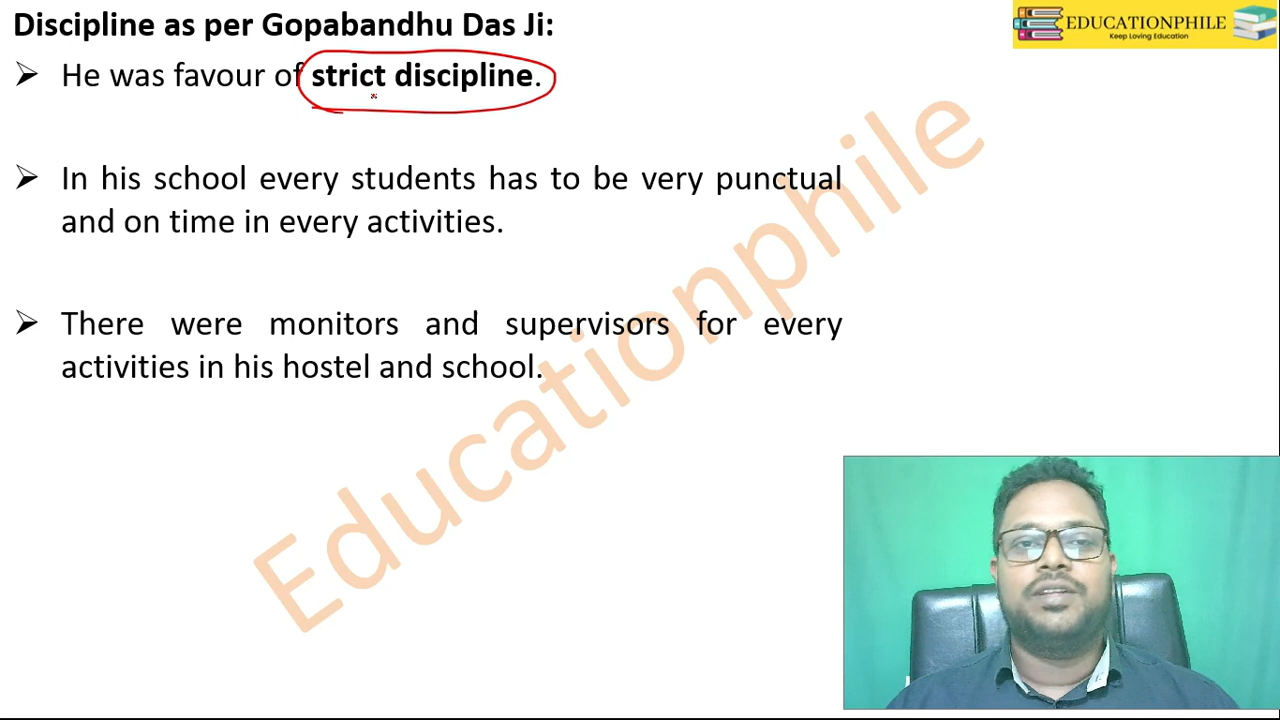 Discipline as per Gopabandhu Das Ji:
EDUCATIONPHILE
Keep Loving Education
➢ He was favour of strict discipline.
➢ In his school every students has to be very punctual
and on time in every activities.
➢ There were monitors and supervisors for every
activities in his hostel and school.
Educationphile